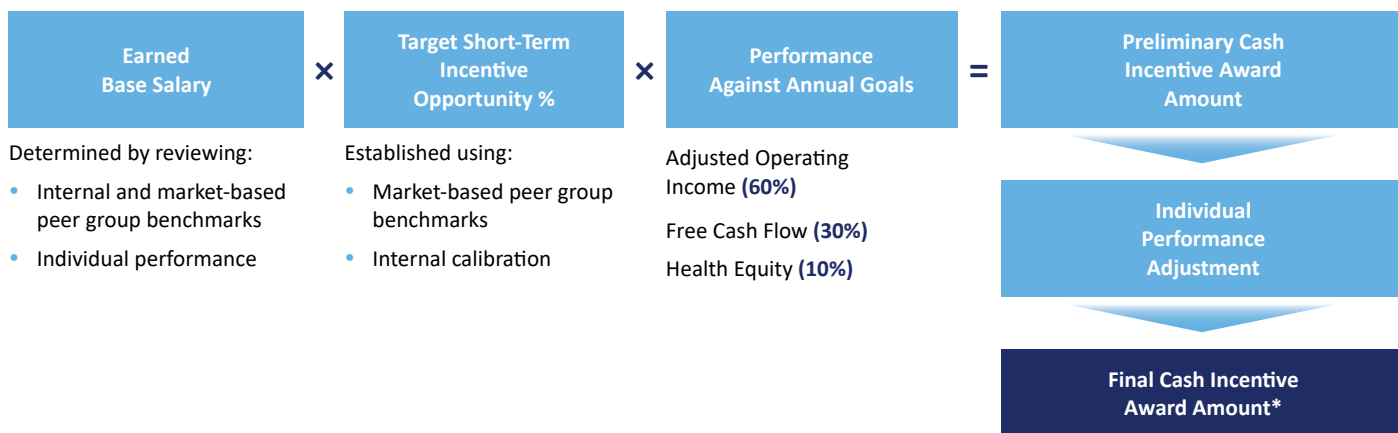 Earned
Base Salary
×
Target Short-Term
Incentive
Opportunity %
×
Performance
Against Annual Goals
=
Preliminary Cash
Incentive Award
Amount
Determined by reviewing:
• Internal and market-based
peer group benchmarks
• Individual performance
Established using:
• Market-based peer group
benchmarks
• Internal calibration
Adjusted Operating
Income (60%)
Free Cash Flow (30%)
Health Equity (10%)
Individual
Performance
Adjustment
Final Cash Incentive
Award Amount*